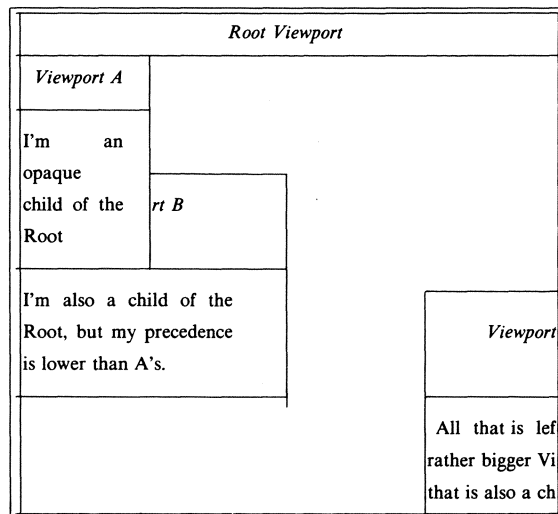 Root Viewport
Viewport A
I'm an
opaque
child of the
Root
rt B
I'm also a child of the
Root, but my precedence
is lower than A's.
Viewport
All that is lef
rather bigger Vi
that is also a ch